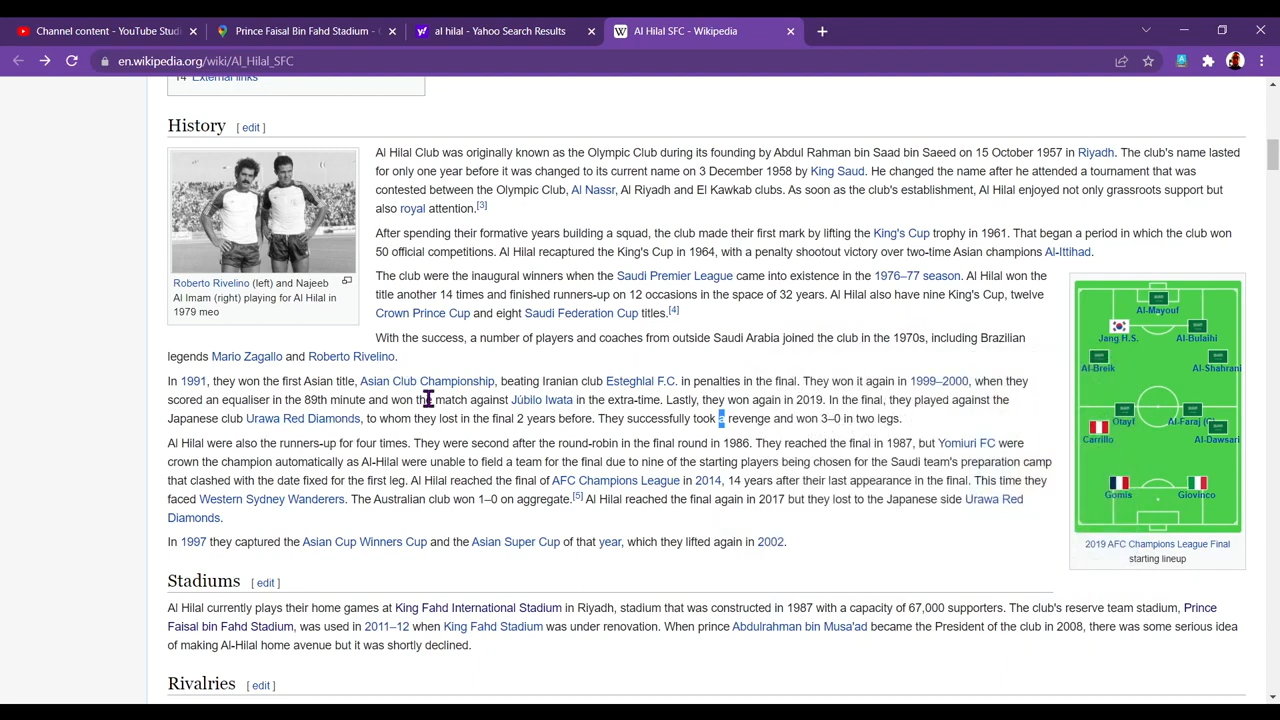 Channel content - YouTube Studi
Prince Faisal Bin Fahd Stadium -
al hilal - Yahoo Search Results
Al Hilal SFC - Wikipedia
en.wikipedia.org/wiki/Al_Hilal_SFC
14 External links
History [ edit ]
Al Hilal Club was originally known as the Olympic Club during its founding by Abdul Rahman bin Saad bin Saeed on 15 October 1957 in Riyadh. The club's name lasted
for only one year before it was changed to its current name on 3 December 1958 by King Saud. He changed the name after he attended a tournament that was
contested between the Olympic Club, Al Nassr, Al Riyadh and El Kawkab clubs. As soon as the club's establishment, Al Hilal enjoyed not only grassroots support but
also royal attention.[3]
After spending their formative years building a squad, the club made their first mark by lifting the King's Cup trophy in 1961. That began a period in which the club won
50 official competitions. Al Hilal recaptured the King's Cup in 1964, with a penalty shootout victory over two-time Asian champions Al-Ittihad.
The club were the inaugural winners when the Saudi Premier League came into existence in the 1976–77 season. Al Hilal won the
title another 14 times and finished runners-up on 12 occasions in the space of 32 years. Al Hilal also have nine King's Cup, twelve
Crown Prince Cup and eight Saudi Federation Cup titles.[4]
Roberto Rivelino (left) and Najeeb
Al Imam (right) playing for Al Hilal in
1979 meo
With the success, a number of players and coaches from outside Saudi Arabia joined the club in the 1970s, including Brazilian
legends Mario Zagallo and Roberto Rivelino.
In 1991, they won the first Asian title, Asian Club Championship, beating Iranian club Esteghlal F.C. in penalties in the final. They won it again in 1999–2000, when they
scored an equaliser in the 89th minute and won the match against Júbilo Iwata in the extra-time. Lastly, they won again in 2019. In the final, they played against the
Japanese club Urawa Red Diamonds, to whom they lost in the final 2 years before. They successfully took a revenge and won 3–0 in two legs.
Al Hilal were also the runners-up for four times. They were second after the round-robin in the final round in 1986. They reached the final in 1987, but Yomiuri FC were
crown the champion automatically as Al-Hilal were unable to field a team for the final due to nine of the starting players being chosen for the Saudi team's preparation camp
that clashed with the date fixed for the first leg. Al Hilal reached the final of AFC Champions League in 2014, 14 years after their last appearance in the final. This time they
faced Western Sydney Wanderers. The Australian club won 1–0 on aggregate.[5] Al Hilal reached the final again in 2017 but they lost to the Japanese side Urawa Red
Diamonds.
In 1997 they captured the Asian Cup Winners Cup and the Asian Super Cup of that year, which they lifted again in 2002.
Al-Mayouf
Jang H.S.
Al-Bulaihi
Al-Breik
Al-Shahrani
Otayf
Al-Faraj (C)
Carrillo
Al-Dawsari
Gomis
Giovinco
2019 AFC Champions League Final
starting lineup
Stadiums [ edit ]
Al Hilal currently plays their home games at King Fahd International Stadium in Riyadh, stadium that was constructed in 1987 with a capacity of 67,000 supporters. The club's reserve team stadium, Prince
Faisal bin Fahd Stadium, was used in 2011–12 when King Fahd Stadium was under renovation. When prince Abdulrahman bin Musa'ad became the President of the club in 2008, there was some serious idea
of making Al-Hilal home avenue but it was shortly declined.
Rivalries [ edit ]